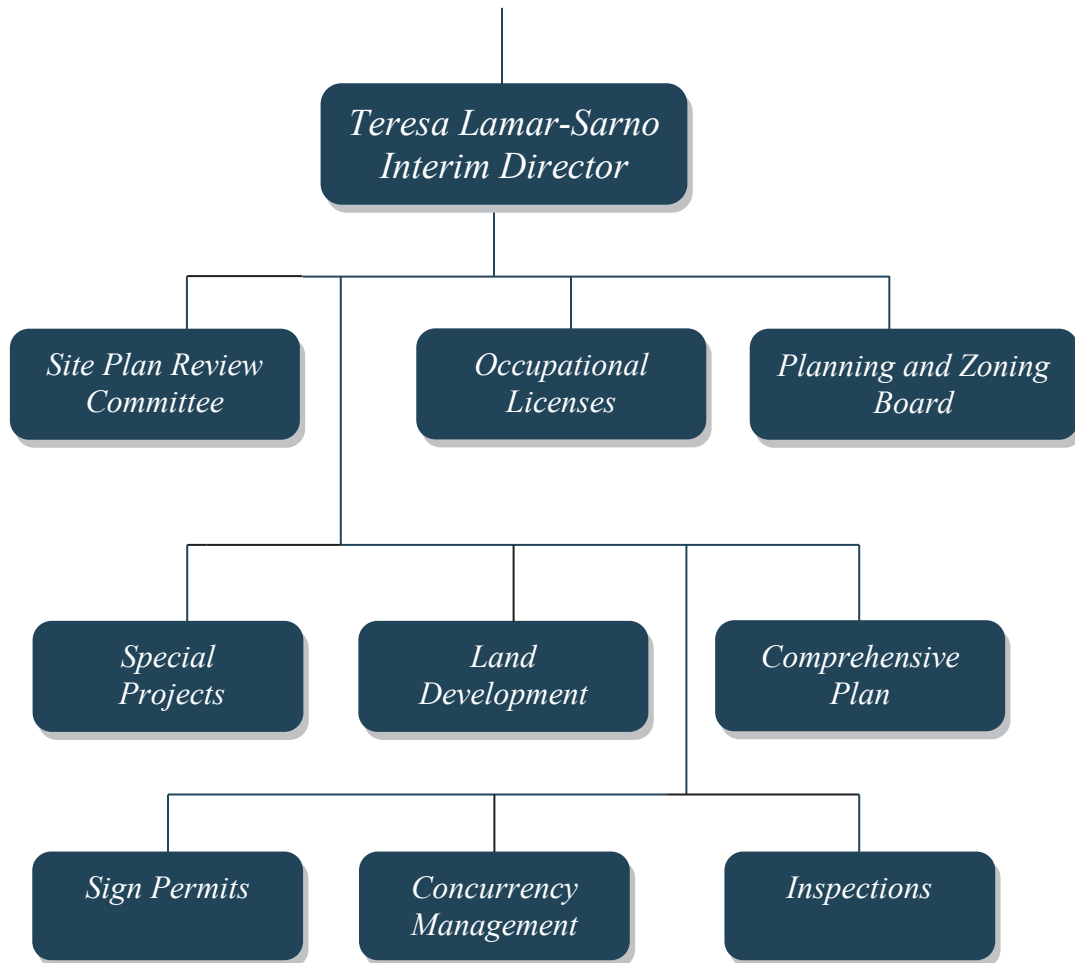 Teresa Lamar-Sarno
Interim Director
Site Plan Review
Committee
Occupational
Licenses
Planning and Zoning
Board
Special
Projects
Land
Development
Comprehensive
Plan
Sign Permits
Concurrency
Management
Inspections